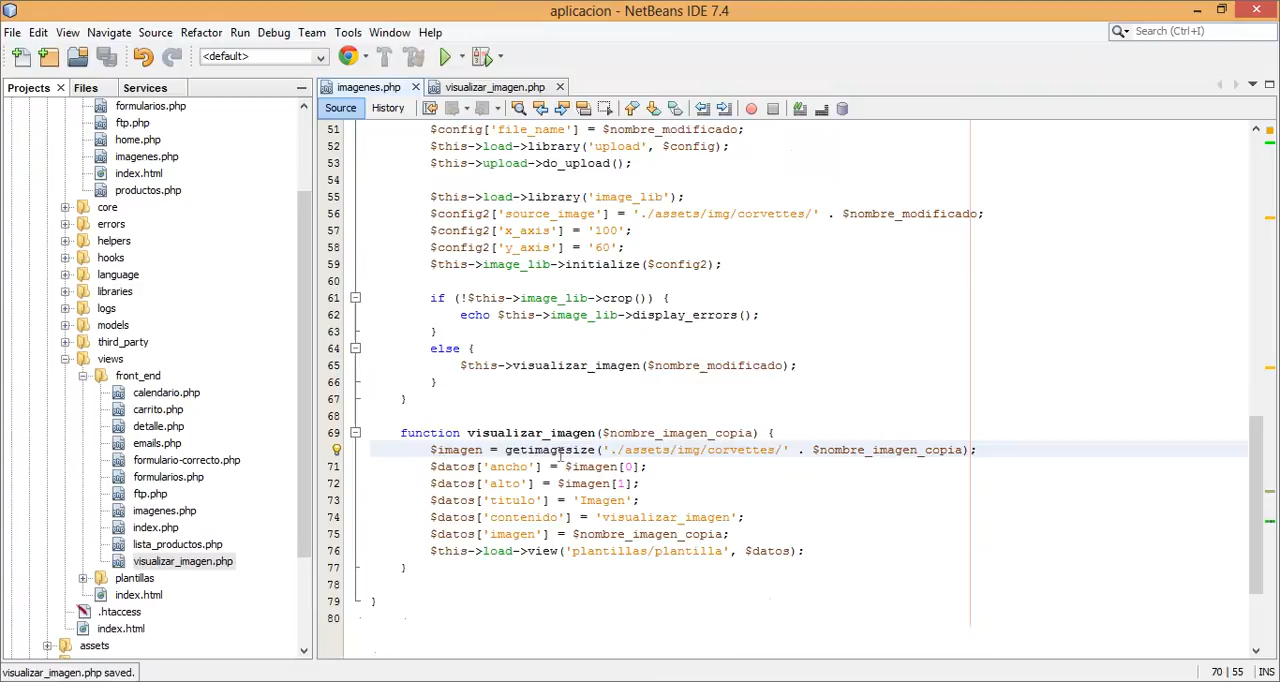 aplicacion - NetBeans IDE 7.4
File Edit View Navigate Source Refactor Run Debug Team Tools Window Help
Search (Ctrl+I)
<default>
Projects Files Services
imagenes.php visualizar_imagen.php
Source History
formularios.php
ftp.php
home.php
imagenes.php
index.html
productos.php
core
errors
helpers
hooks
language
libraries
logs
models
third_party
views
front_end
calendario.php
carrito.php
detalle.php
emails.php
formulario-correcto.php
formularios.php
ftp.php
imagenes.php
index.php
lista_productos.php
visualizar_imagen.php
plantillas
index.html
.htaccess
index.html
assets
51 $config['file_name'] = $nombre_modificado;
52 $this->load->library('upload', $config);
53 $this->upload->do_upload();
54
55 $this->load->library('image_lib');
56 $config2['source_image'] = './assets/img/corvettes/' . $nombre_modificado;
57 $config2['x_axis'] = '100';
58 $config2['y_axis'] = '60';
59 $this->image_lib->initialize($config2);
60
61 if (!$this->image_lib->crop()) {
62 echo $this->image_lib->display_errors();
63 }
64 else {
65 $this->visualizar_imagen($nombre_modificado);
66 }
67 }
68
69 function visualizar_imagen($nombre_imagen_copia) {
$imagen = getimagesize('./assets/img/corvettes/' . $nombre_imagen_copia);
71 $datos['ancho'] = $imagen[0];
72 $datos['alto'] = $imagen[1];
73 $datos['titulo'] = 'Imagen';
74 $datos['contenido'] = 'visualizar_imagen';
75 $datos['imagen'] = $nombre_imagen_copia;
76 $this->load->view('plantillas/plantilla', $datos);
77 }
78
79 }
80
visualizar_imagen.php saved.
70 | 55 INS